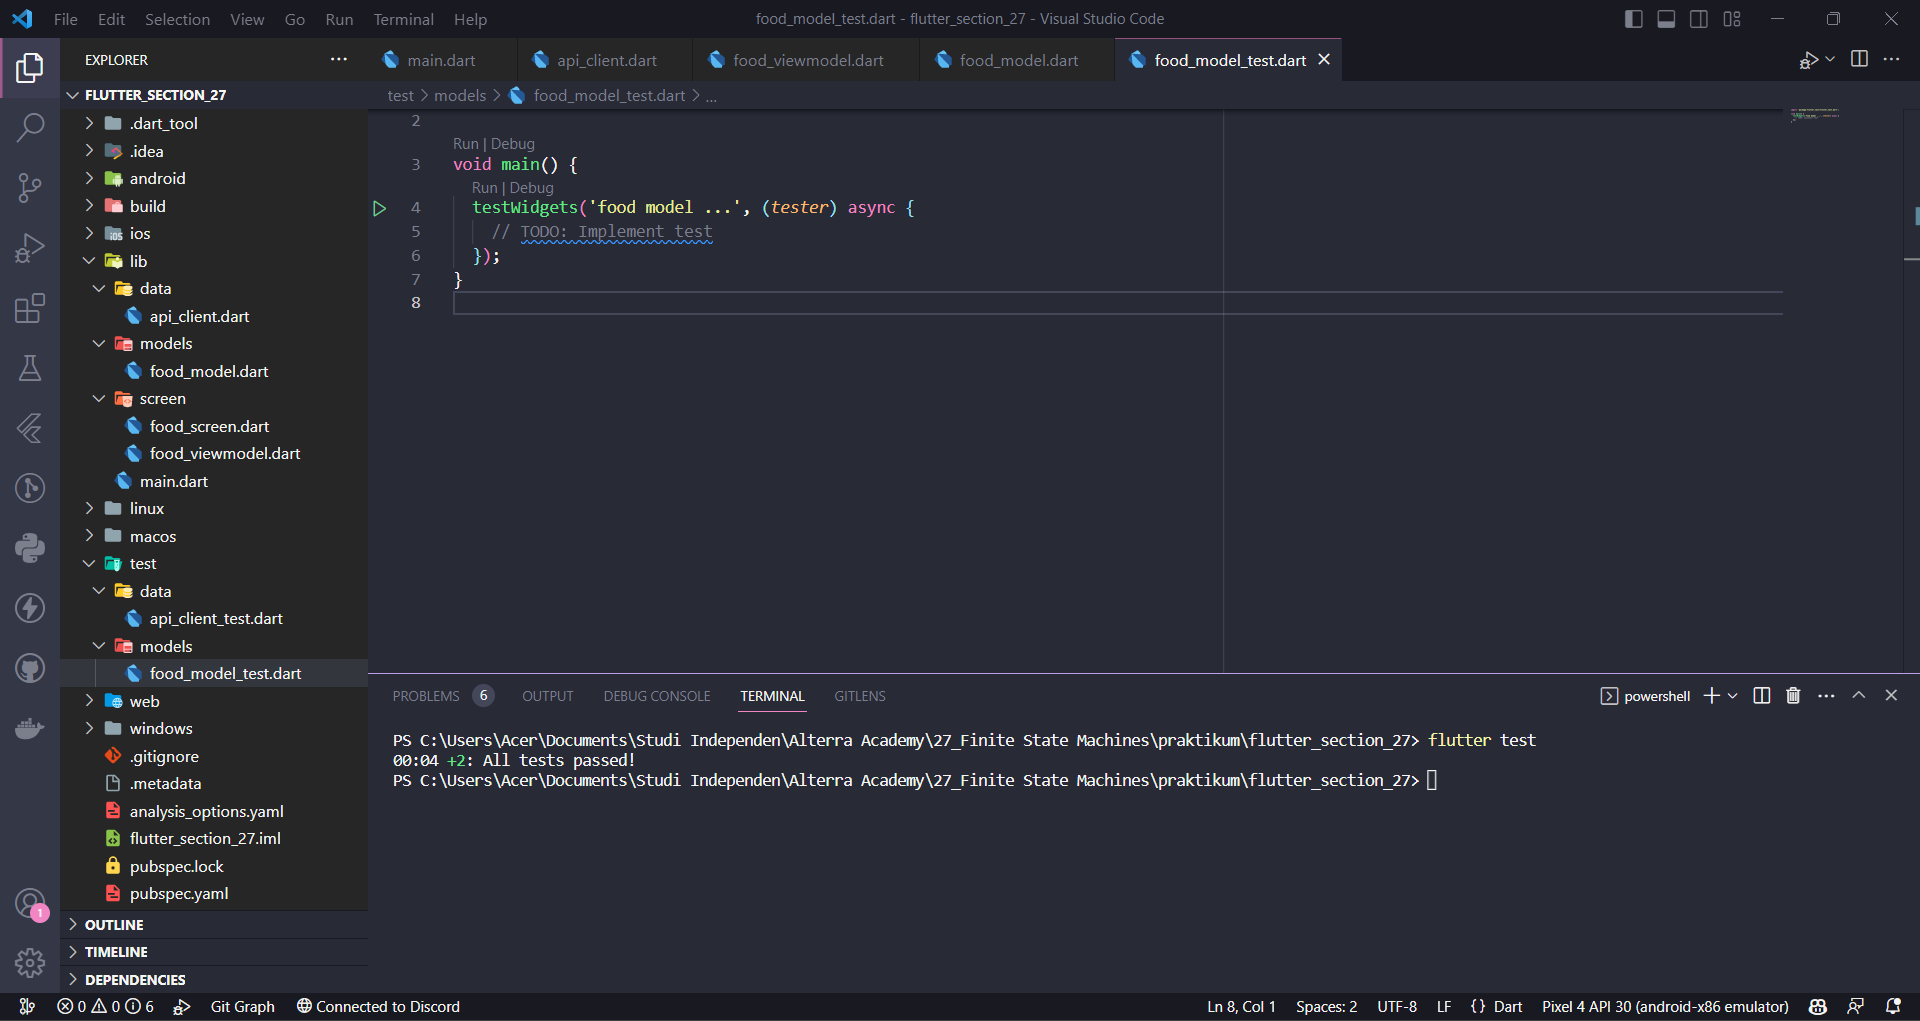 File Edit Selection View Go Run Terminal Help
food_model_test.dart - flutter_section_27 - Visual Studio Code
EXPLORER
main.dart
api_client.dart
food_viewmodel.dart
food_model.dart
food_model_test.dart
test > models > food_model_test.dart > ...
FLUTTER_SECTION_27
.dart_tool
.idea
android
build
ios
lib
data
api_client.dart
models
food_model.dart
screen
food_screen.dart
food_viewmodel.dart
main.dart
linux
macos
test
data
api_client_test.dart
models
food_model_test.dart
web
windows
.gitignore
.metadata
analysis_options.yaml
flutter_section_27.iml
pubspec.lock
pubspec.yaml
OUTLINE
TIMELINE
DEPENDENCIES
1
2
Run | Debug
3 void main() {
Run | Debug
4 testWidgets('food model ...', (tester) async {
5 // TODO: Implement test
6 });
7 }
8
PROBLEMS 6 OUTPUT DEBUG CONSOLE TERMINAL GITLENS
powershell
PS C:\Users\Acer\Documents\Studi Independen\Alterra Academy\27_Finite State Machines\praktikum\flutter_section_27> flutter test
00:04 +2: All tests passed!
PS C:\Users\Acer\Documents\Studi Independen\Alterra Academy\27_Finite State Machines\praktikum\flutter_section_27>
0 0 6 Git Graph Connected to Discord
Ln 8, Col 1 Spaces: 2 UTF-8 LF {} Dart Pixel 4 API 30 (android-x86 emulator)